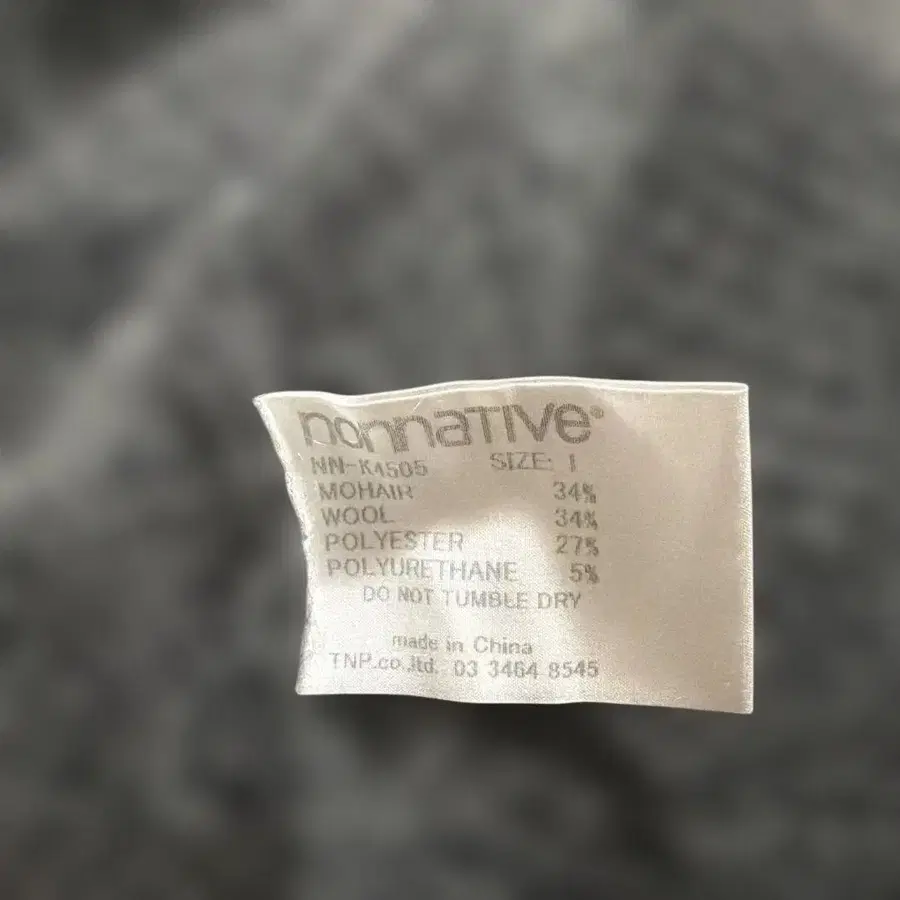 nonnative®
NN-K4505 SIZE: 1
MOHAIR 34%
WOOL 34%
POLYESTER 27%
POLYURETHANE 5%
DO NOT TUMBLE DRY
made in China
TNP.co.,ltd. 03 3464 8545